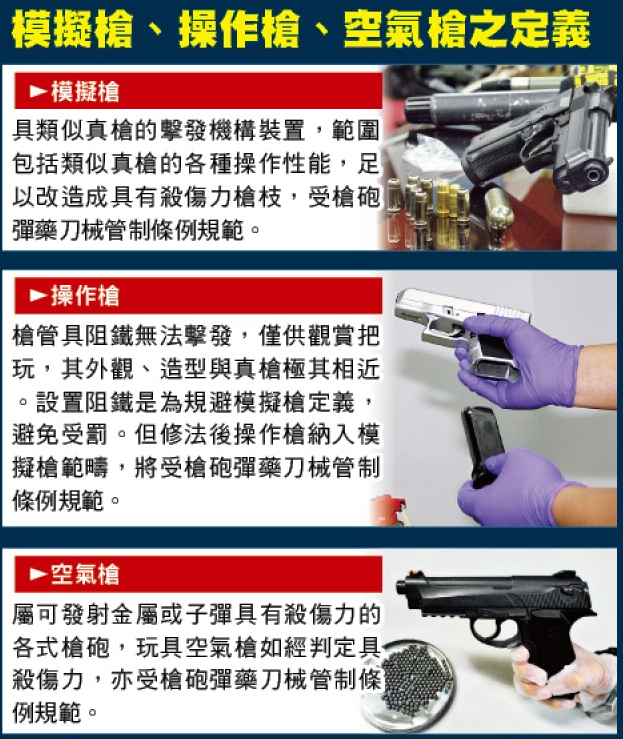 模擬槍、操作槍、空氣槍之定義
►模擬槍
具類似真槍的擊發機構裝置，範圍
包括類似真槍的各種操作性能，足
以改造成具有殺傷力槍枝，受槍砲
彈藥刀械管制條例規範。
►操作槍
槍管具阻鐵無法擊發，僅供觀賞把
玩，其外觀、造型與真槍極其相近
。設置阻鐵是為規避模擬槍定義，
避免受罰。但修法後操作槍納入模
擬槍範疇，將受槍砲彈藥刀械管制
條例規範。
►空氣槍
屬可發射金屬或子彈具有殺傷力的
各式槍砲，玩具空氣槍如經判定具
殺傷力，亦受槍砲彈藥刀械管制條
例規範。